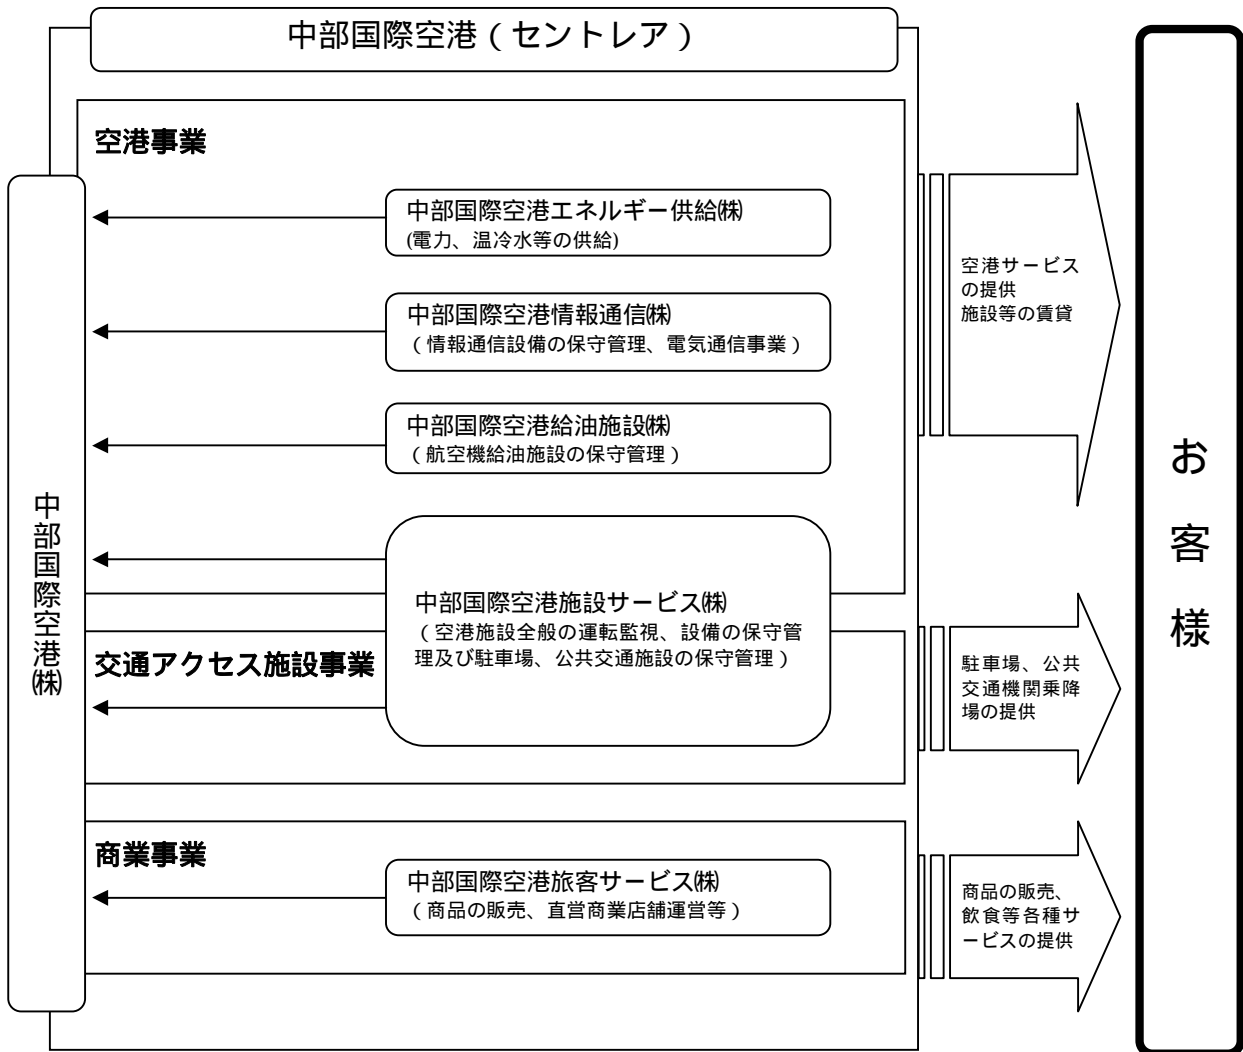 中部国際空港（セントレア）
空港事業
中部国際空港エネルギー供給㈱
(電力、温冷水等の供給)
中部国際空港情報通信㈱
（情報通信設備の保守管理、電気通信事業）
中部国際空港給油施設㈱
（航空機給油施設の保守管理）
中部国際空港施設サービス㈱
（空港施設全般の運転監視、設備の保守管
理及び駐車場、公共交通施設の保守管理）
交通アクセス施設事業
商業事業
中部国際空港旅客サービス㈱
（商品の販売、直営商業店舗運営等）
中部国際空港㈱
空港サービス
の提供
施設等の賃貸
駐車場、公共
交通機関乗降
場の提供
商品の販売、
飲食等各種サ
ービスの提供
お客様